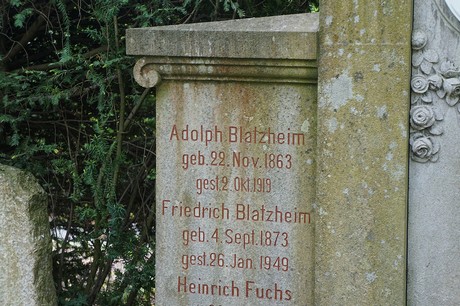 Adolph Blatzheim
geb. 22. Nov. 1863
gest. 2. Okt. 1919
Friedrich Blatzheim
geb. 4. Sept. 1873
gest. 26. Jan. 1949.
Heinrich Fuchs